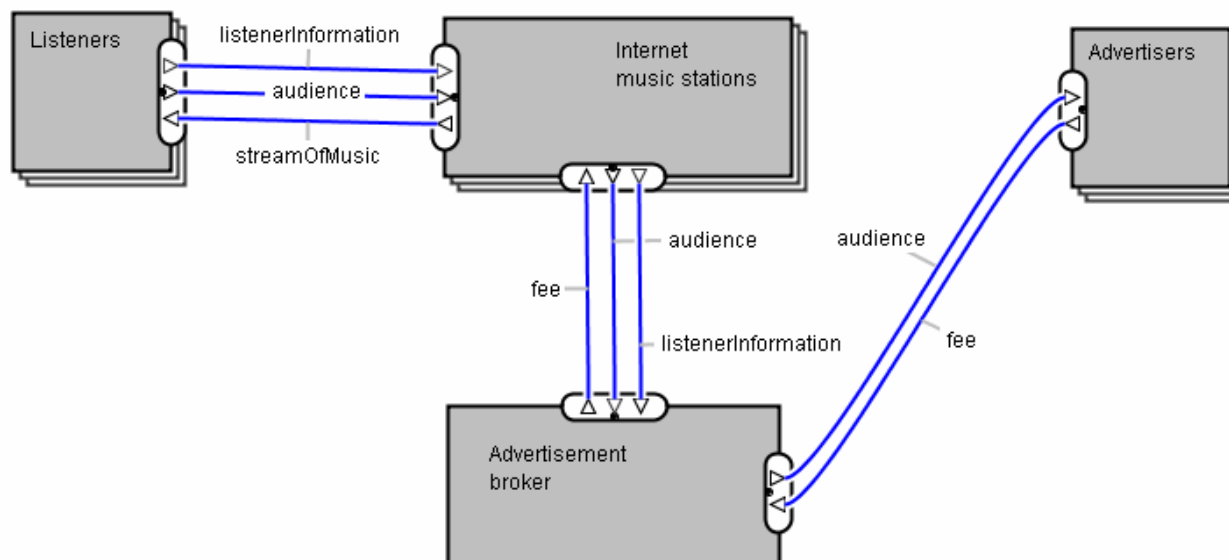 Listeners
listenerInformation
audience
streamOfMusic
Internet
music stations
Advertisers
audience
fee
listenerInformation
audience
fee
Advertisement
broker